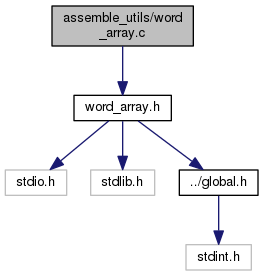 assemble_utils/word
_array.c
word_array.h
stdio.h
stdlib.h
../global.h
stdint.h